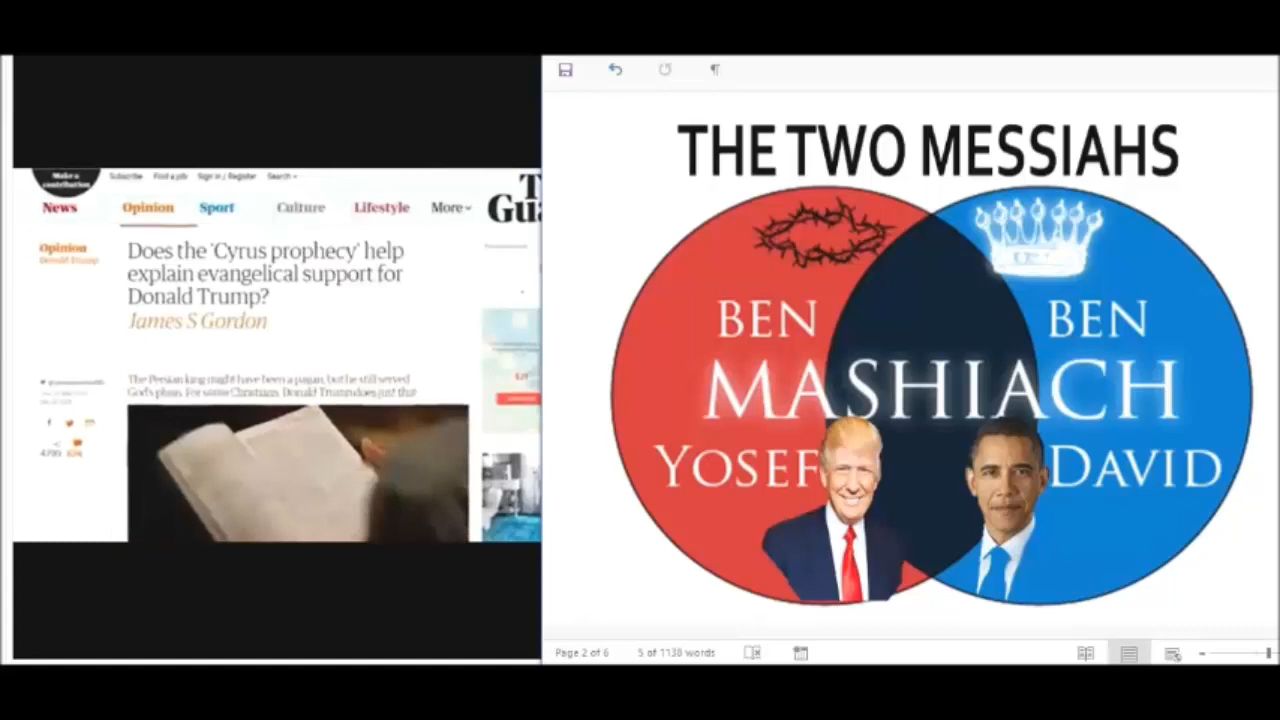 Make a
contribution
Subscribe Find a job Sign in / Register Search
News Opinion Sport Culture Lifestyle More
T
Gu
Opinion
Donald Trump
Does the 'Cyrus prophecy' help
explain evangelical support for
Donald Trump?
James S Gordon
The Persian king might have been a pagan, but he still served
God's plans. For some Christians, Donald Trump does just that
THE TWO MESSIAHS
BEN BEN
MASHIACH
YOSEF DAVID
Page 2 of 6 5 of 1138 words